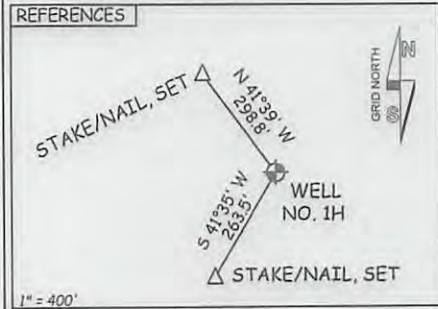 REFERENCES
STAKE/NAIL, SET
N 41°39' W
298.8'
GRID NORTH
N
S
S 41°35' W
263.5'
WELL
NO. 1H
STAKE/NAIL, SET
1" = 400'